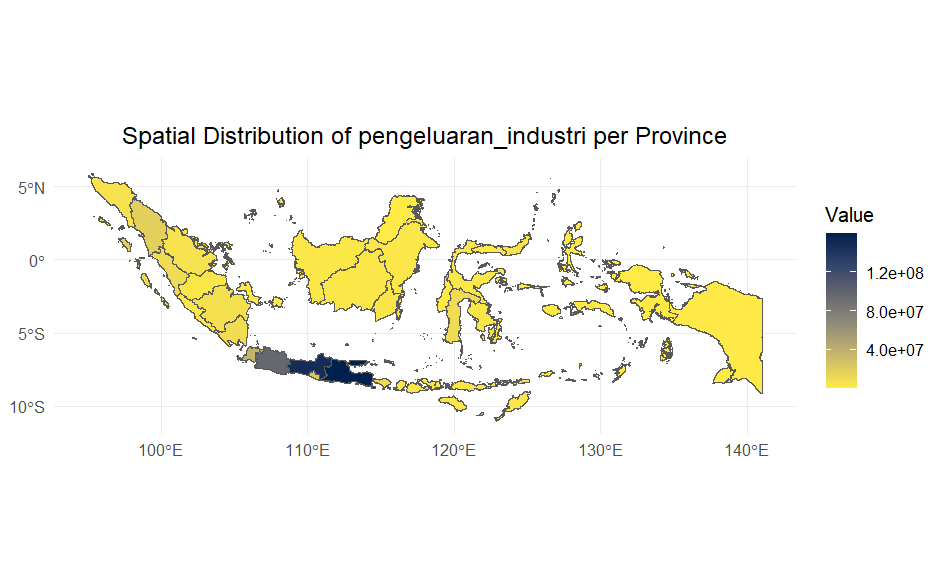 Spatial Distribution of pengeluaran_industri per Province
5°N
0°
5°S
10°S
100°E
110°E
120°E
130°E
140°E
Value
1.2e+08
8.0e+07
4.0e+07